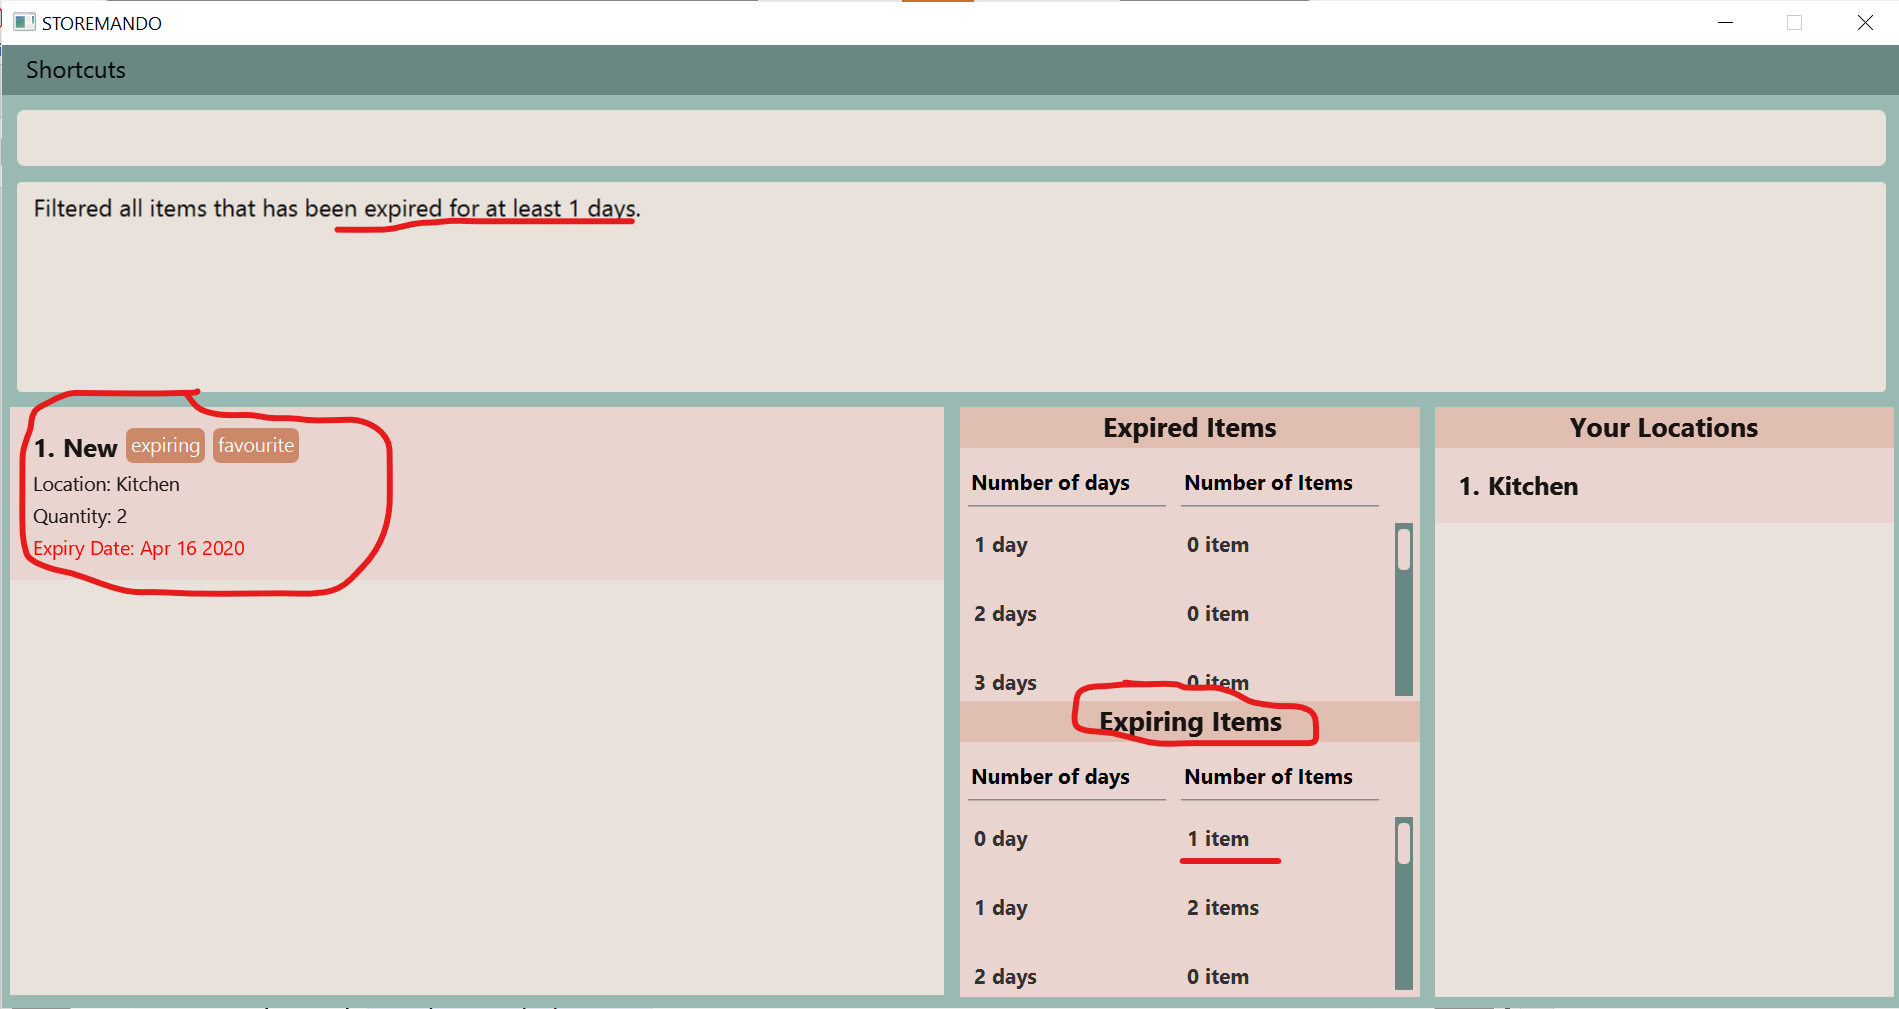 STOREMANDO
Shortcuts
Filtered all items that has been expired for at least 1 days.
1. New expiring favourite
Location: Kitchen
Quantity: 2
Expiry Date: Apr 16 2020
Expired Items
Number of days Number of Items
1 day 0 item
2 days 0 item
3 days 0 item
Expiring Items
Number of days Number of Items
0 day 1 item
1 day 2 items
2 days 0 item
Your Locations
1. Kitchen